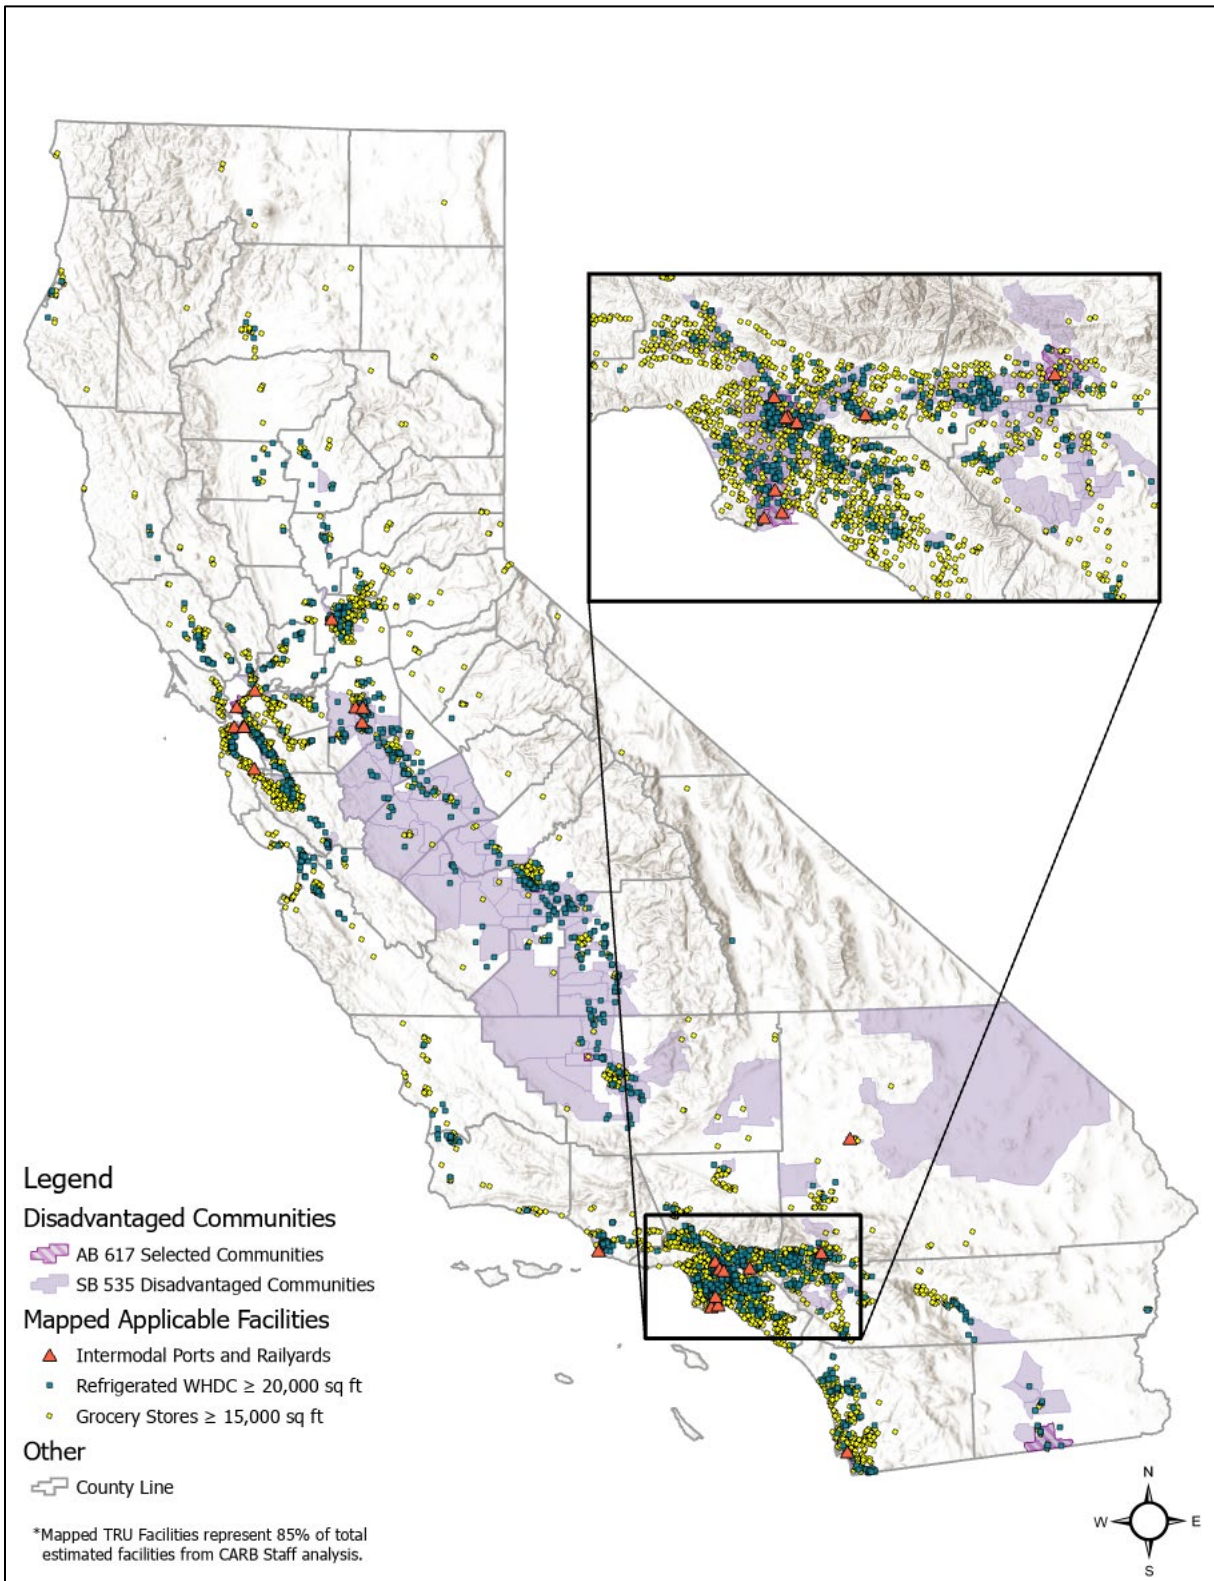 Legend
Disadvantaged Communities
AB 617 Selected Communities
SB 535 Disadvantaged Communities
Mapped Applicable Facilities
Intermodal Ports and Railyards
Refrigerated WHDC ≥ 20,000 sq ft
Grocery Stores ≥ 15,000 sq ft
Other
County Line
*Mapped TRU Facilities represent 85% of total
estimated facilities from CARB Staff analysis.
N
W E
S